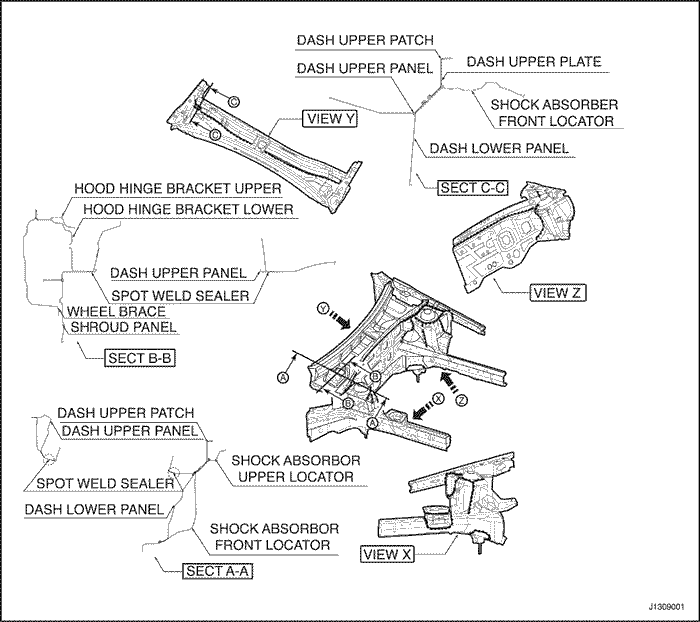 DASH UPPER PATCH
DASH UPPER PLATE
DASH UPPER PANEL
SHOCK ABSORBER
FRONT LOCATOR
C
VIEW Y
C
DASH LOWER PANEL
SECT C-C
HOOD HINGE BRACKET UPPER
HOOD HINGE BRACKET LOWER
DASH UPPER PANEL
SPOT WELD SEALER
WHEEL BRACE
SHROUD PANEL
SECT B-B
VIEW Z
Y
A
B
B
A
X
Z
DASH UPPER PATCH
DASH UPPER PANEL
SHOCK ABSORBOR
UPPER LOCATOR
SPOT WELD SEALER
DASH LOWER PANEL
SHOCK ABSORBOR
FRONT LOCATOR
SECT A-A
VIEW X
J1309001